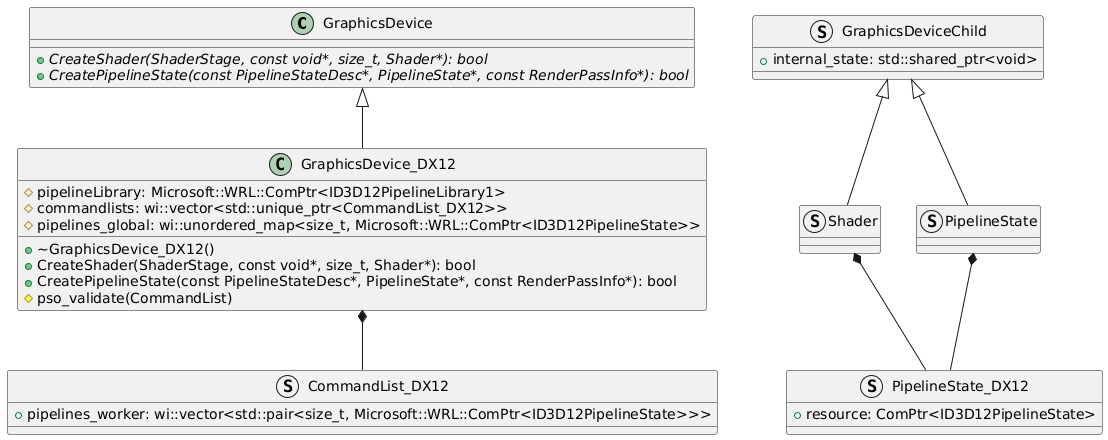 C GraphicsDevice
CreateShader(ShaderStage, const void*, size_t, Shader*): bool
CreatePipelineState(const PipelineStateDesc*, PipelineState*, const RenderPassInfo*): bool
S GraphicsDeviceChild
internal_state: std::shared_ptr<void>
C GraphicsDevice_DX12
pipelineLibrary: Microsoft::WRL::ComPtr<ID3D12PipelineLibrary1>
commandlists: wi::vector<std::unique_ptr<CommandList_DX12>>
pipelines_global: wi::unordered_map<size_t, Microsoft::WRL::ComPtr<ID3D12PipelineState>>
~GraphicsDevice_DX12()
CreateShader(ShaderStage, const void*, size_t, Shader*): bool
CreatePipelineState(const PipelineStateDesc*, PipelineState*, const RenderPassInfo*): bool
pso_validate(CommandList)
S Shader
S PipelineState
S CommandList_DX12
pipelines_worker: wi::vector<std::pair<size_t, Microsoft::WRL::ComPtr<ID3D12PipelineState>>>
S PipelineState_DX12
resource: ComPtr<ID3D12PipelineState>